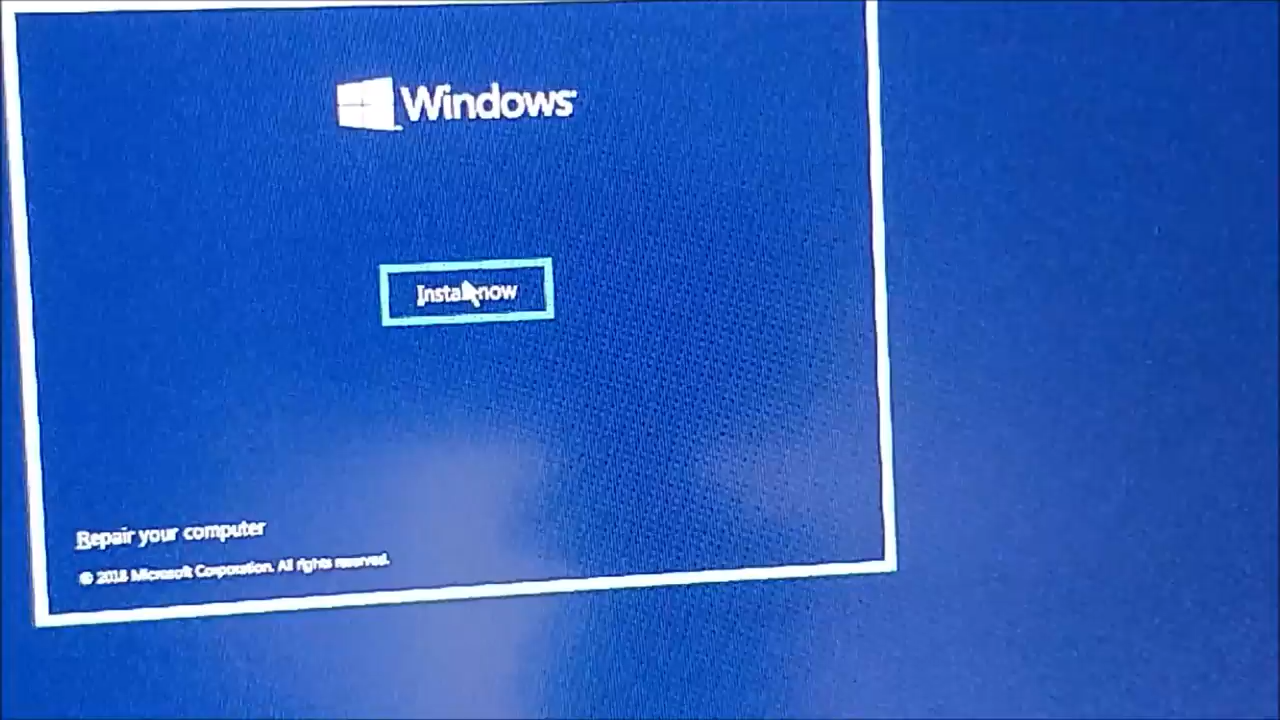 Windows
Install now
Repair your computer
© 2018 Microsoft Corporation. All rights reserved.